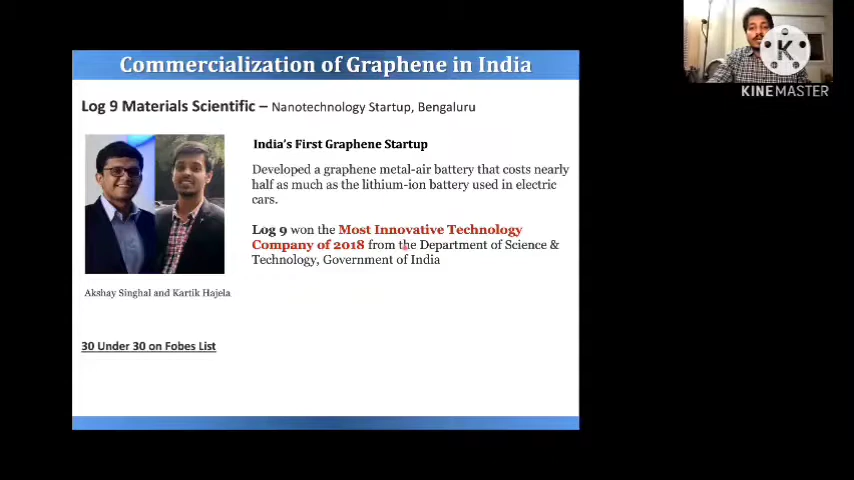 Commercialization of Graphene in India
Log 9 Materials Scientific – Nanotechnology Startup, Bengaluru
India's First Graphene Startup
Developed a graphene metal-air battery that costs nearly
half as much as the lithium-ion battery used in electric
cars.
Log 9 won the Most Innovative Technology
Company of 2018 from the Department of Science &
Technology, Government of India
Akshay Singhal and Kartik Hajela
30 Under 30 on Fobes List
K
KINEMASTER